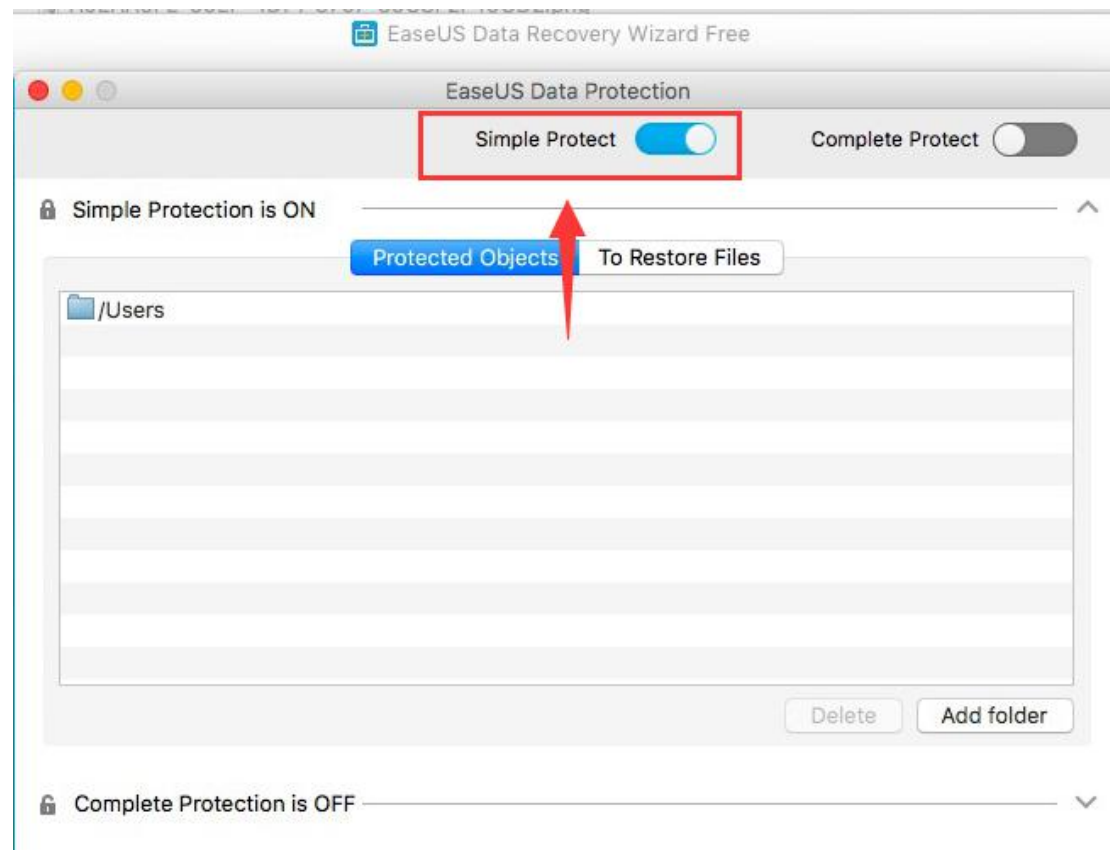 EaseUS Data Recovery Wizard Free
EaseUS Data Protection
Simple Protect
Complete Protect
Simple Protection is ON
Protected Objects
To Restore Files
/Users
Delete
Add folder
Complete Protection is OFF